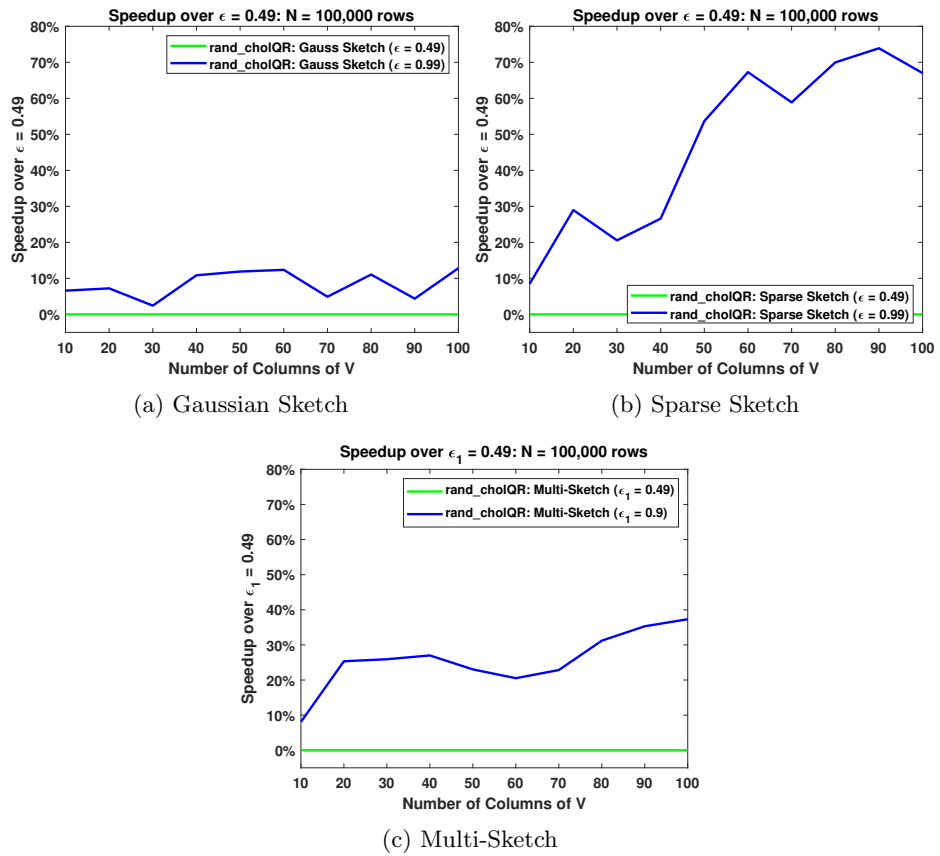 Speedup over ϵ = 0.49: N = 100,000 rows
80%
70%
60%
50%
40%
30%
20%
10%
0%
Speedup over ϵ = 0.49
rand_cholQR: Gauss Sketch (ϵ = 0.49)
rand_cholQR: Gauss Sketch (ϵ = 0.99)
10 20 30 40 50 60 70 80 90 100
Number of Columns of V
(a) Gaussian Sketch
Speedup over ϵ = 0.49: N = 100,000 rows
80%
70%
60%
50%
40%
30%
20%
10%
0%
Speedup over ϵ = 0.49
rand_cholQR: Sparse Sketch (ϵ = 0.49)
rand_cholQR: Sparse Sketch (ϵ = 0.99)
10 20 30 40 50 60 70 80 90 100
Number of Columns of V
(b) Sparse Sketch
Speedup over ϵ₁ = 0.49: N = 100,000 rows
80%
70%
60%
50%
40%
30%
20%
10%
0%
Speedup over ϵ₁ = 0.49
rand_cholQR: Multi-Sketch (ϵ₁ = 0.49)
rand_cholQR: Multi-Sketch (ϵ₁ = 0.9)
10 20 30 40 50 60 70 80 90 100
Number of Columns of V
(c) Multi-Sketch